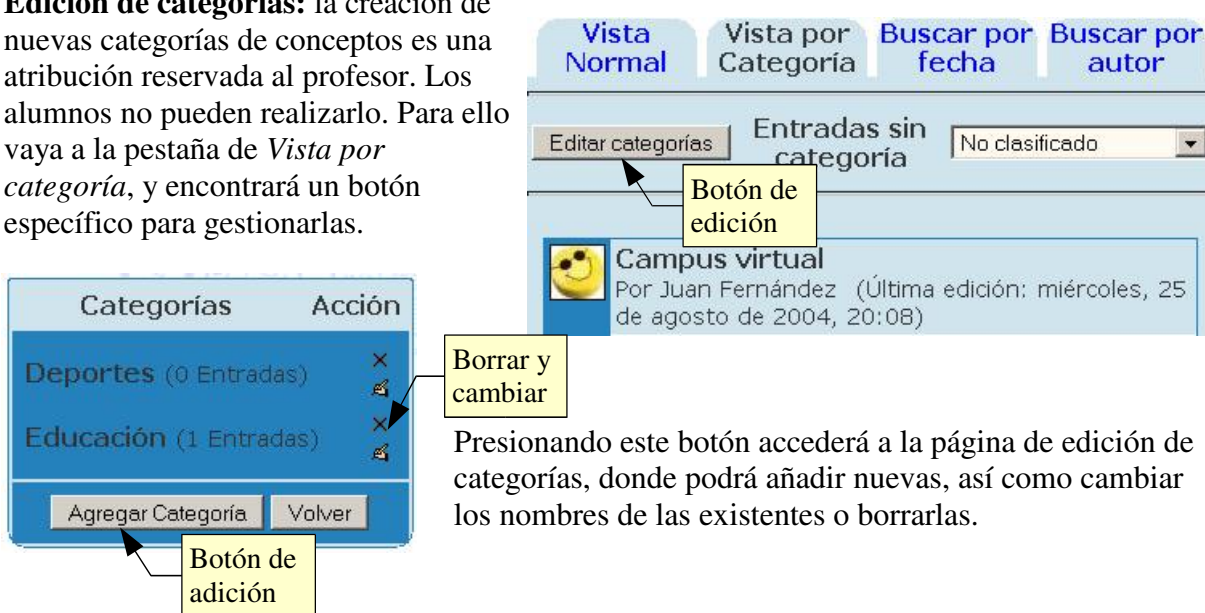 Edición de categorías: la creación de
nuevas categorías de conceptos es una
atribución reservada al profesor. Los
alumnos no pueden realizarlo. Para ello
vaya a la pestaña de Vista por
categoría, y encontrará un botón
específico para gestionarlas.
Vista Normal
Vista por Categoría
Buscar por fecha
Buscar por autor
Editar categorías
Entradas sin categoría
No clasificado
Botón de
edición
Campus virtual
Por Juan Fernández (Última edición: miércoles, 25
de agosto de 2004, 20:08)
Categorías Acción
Deportes (0 Entradas)
Educación (1 Entradas)
Agregar Categoría Volver
Botón de
adición
Borrar y
cambiar
Presionando este botón accederá a la página de edición de
categorías, donde podrá añadir nuevas, así como cambiar
los nombres de las existentes o borrarlas.